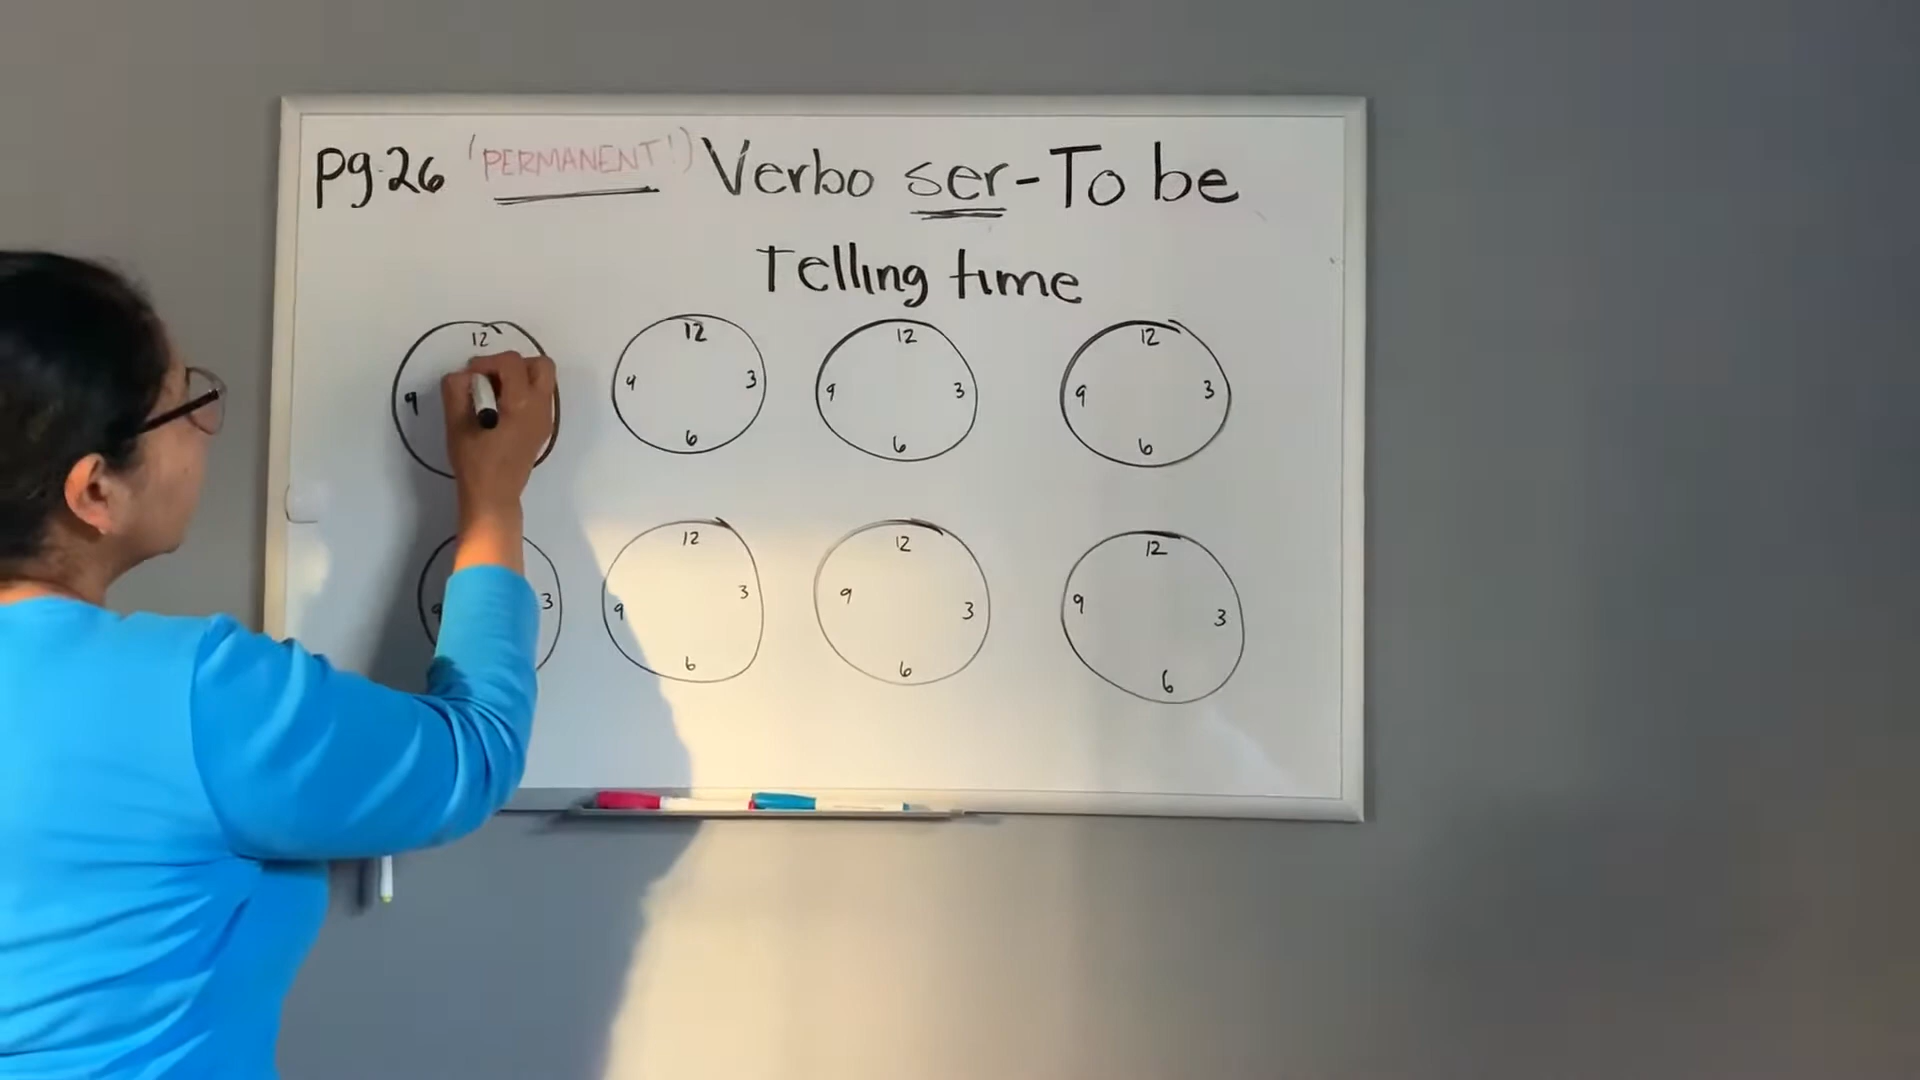 pg.26 (PERMANENT!) Verbo ser-To be
Telling time
12 12 12 12
9 9 3 9 3 9 3
6 6 6
12 12 12
9 3 9 3 9 3 9 3
6 6 6